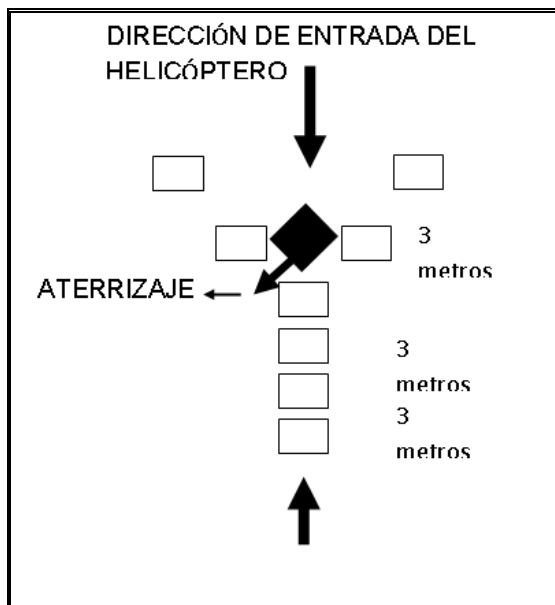 DIRECCIÓN DE ENTRADA DEL
HELICÓPTERO
3
metros
ATERRIZAJE
3
metros
3
metros